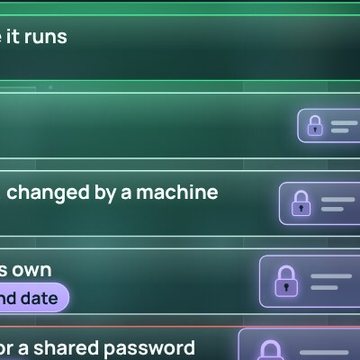 it runs
changed by a machine
s own
nd date
or a shared password